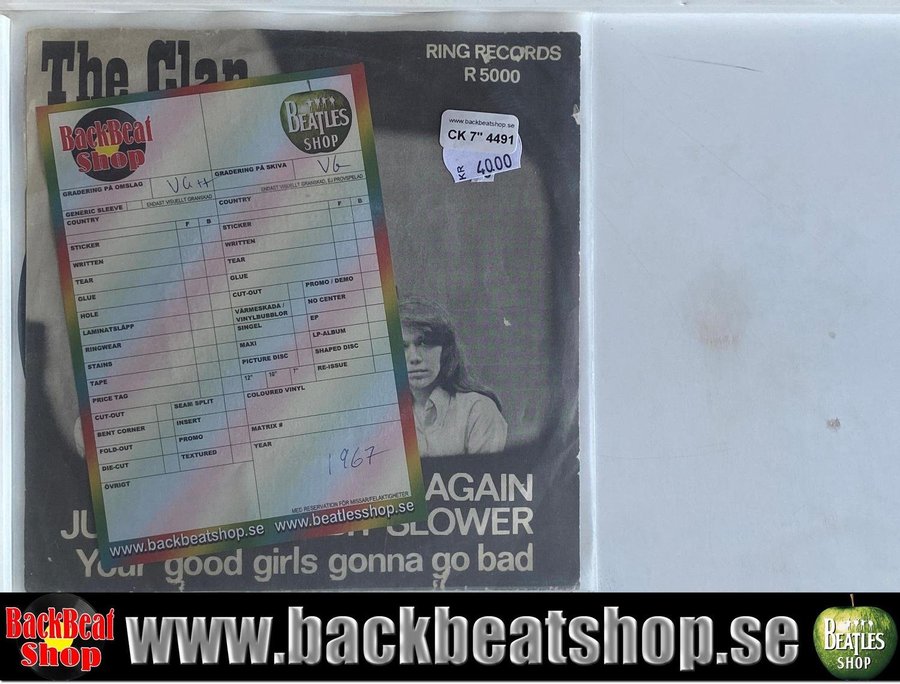 The Clan
RING RECORDS
R 5000
BackBeat
Shop
BEATLES
SHOP
www.backbeatshop.se
CK 7" 4491
KR 4000
GRADERING PÅ OMSLAG VG++
GRADERING PÅ SKIVA VG
ENDAST VISUELLT GRANSKAD
ENDAST VISUELLT GRANSKAD, EJ PROVSPELAD
GENERIC SLEEVE
COUNTRY F B
STICKER
WRITTEN
TEAR
GLUE
HOLE
LAMINATSLÄPP
RINGWEAR
STAINS
TAPE
PRICE TAG
CUT-OUT SEAM SPLIT
BENT CORNER INSERT
FOLD-OUT PROMO
DIE-CUT TEXTURED
ÖVRIGT
COUNTRY F B
STICKER
WRITTEN
TEAR
GLUE
CUT-OUT PROMO / DEMO
VÄRMESKADA /
VINYLBUBBLOR NO CENTER
SINGEL EP
MAXI LP-ALBUM
PICTURE DISC SHAPED DISC
12" 10" 7" RE-ISSUE
COLOURED VINYL
MATRIX #
YEAR
1967
MED RESERVATION FÖR MISSAR/FELAKTIGHETER
www.backbeatshop.se www.beatlesshop.se
AGAIN
SLOWER
Your good girls gonna go bad
BackBeat
Shop
www.backbeatshop.se
BEATLES
SHOP